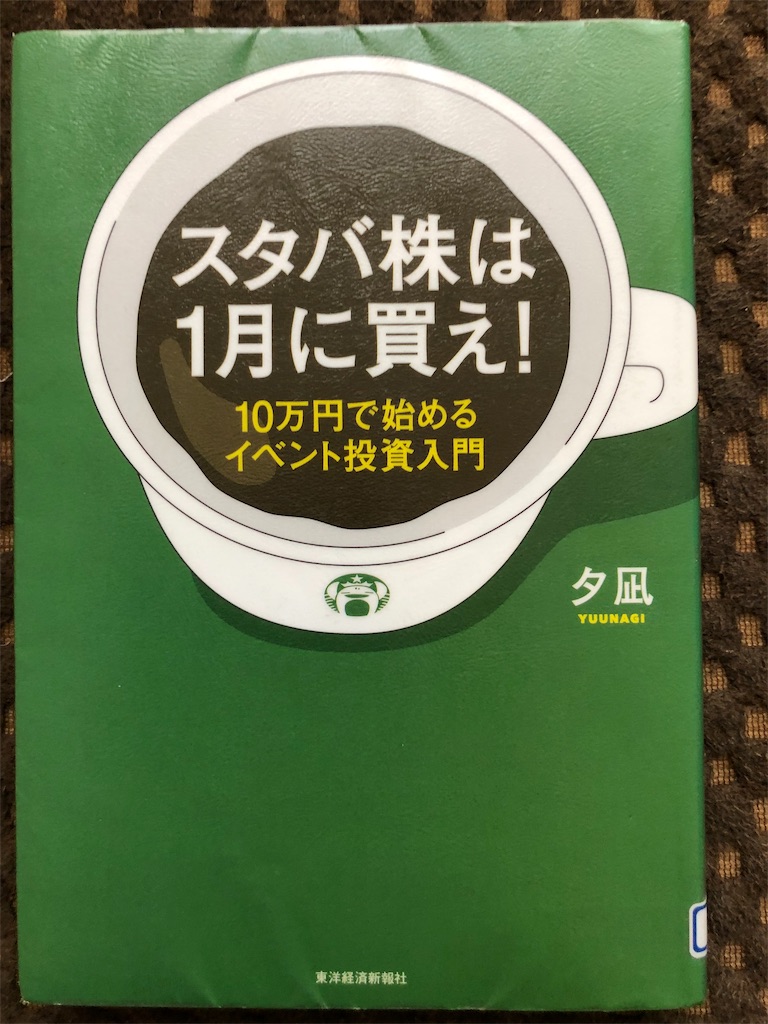 スタバ株は
1月に買え!
10万円で始める
イベント投資入門
夕凪
YUUNAGI
東洋経済新報社